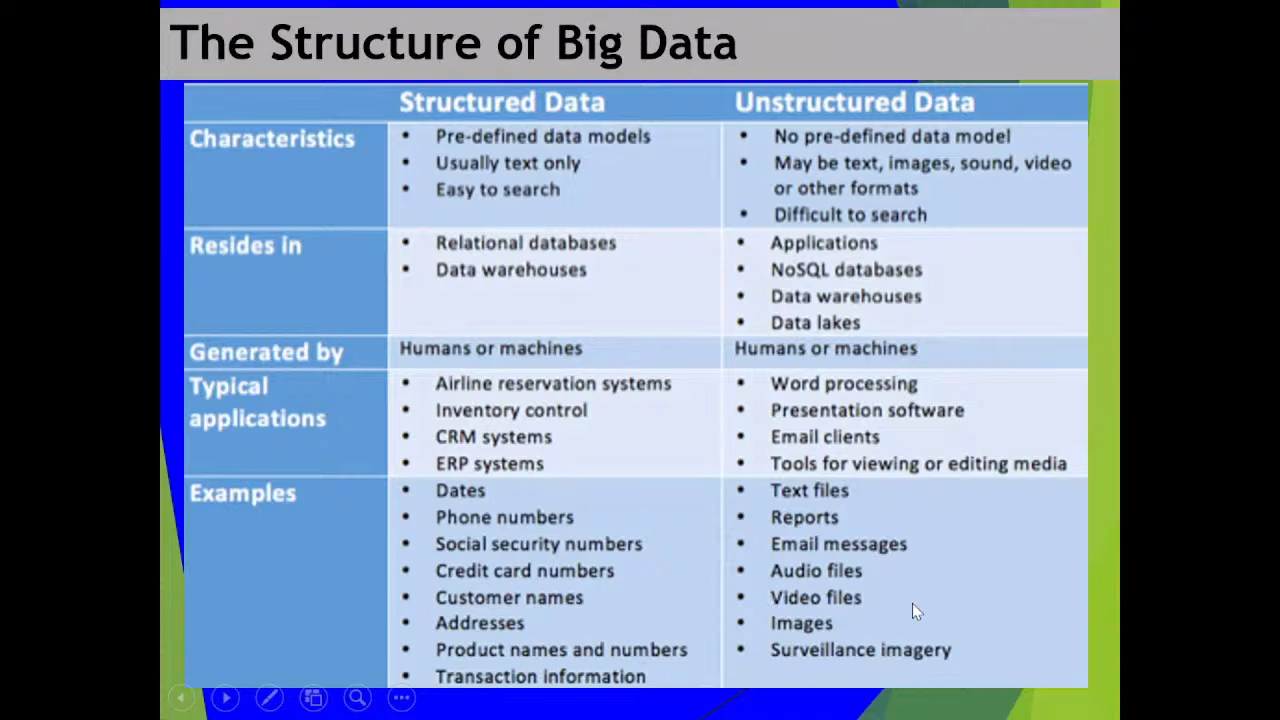 The Structure of Big Data
Structured Data
Unstructured Data
Characteristics
• Pre-defined data models
• Usually text only
• Easy to search
• No pre-defined data model
• May be text, images, sound, video
or other formats
• Difficult to search
Resides in
• Relational databases
• Data warehouses
• Applications
• NoSQL databases
• Data warehouses
• Data lakes
Generated by
Humans or machines
Humans or machines
Typical
applications
• Airline reservation systems
• Inventory control
• CRM systems
• ERP systems
• Word processing
• Presentation software
• Email clients
• Tools for viewing or editing media
Examples
• Dates
• Phone numbers
• Social security numbers
• Credit card numbers
• Customer names
• Addresses
• Product names and numbers
• Transaction information
• Text files
• Reports
• Email messages
• Audio files
• Video files
• Images
• Surveillance imagery